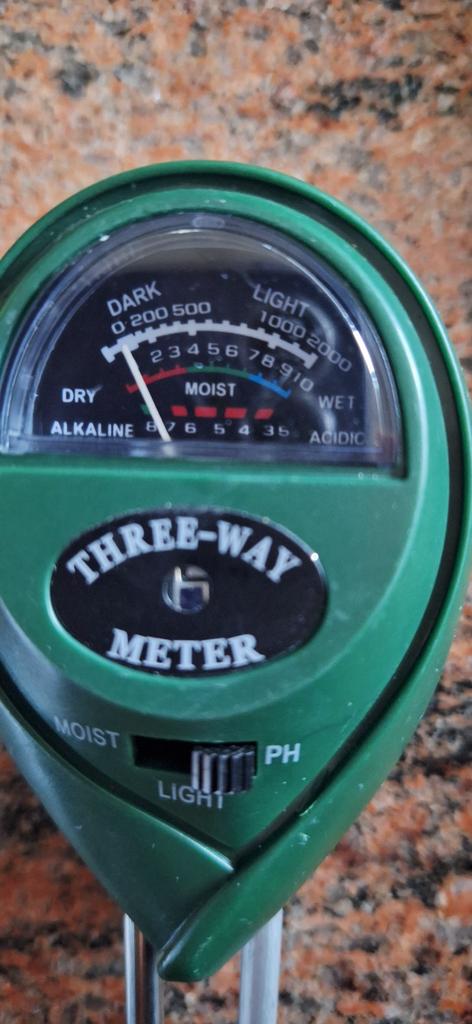 DARK LIGHT
0 200 500 1000 2000
2 3 4 5 6 7 8 9 10
DRY MOIST WET
ALKALINE 8 7 6 5 4 3.5 ACIDIC
THREE-WAY
METER
MOIST PH
LIGHT